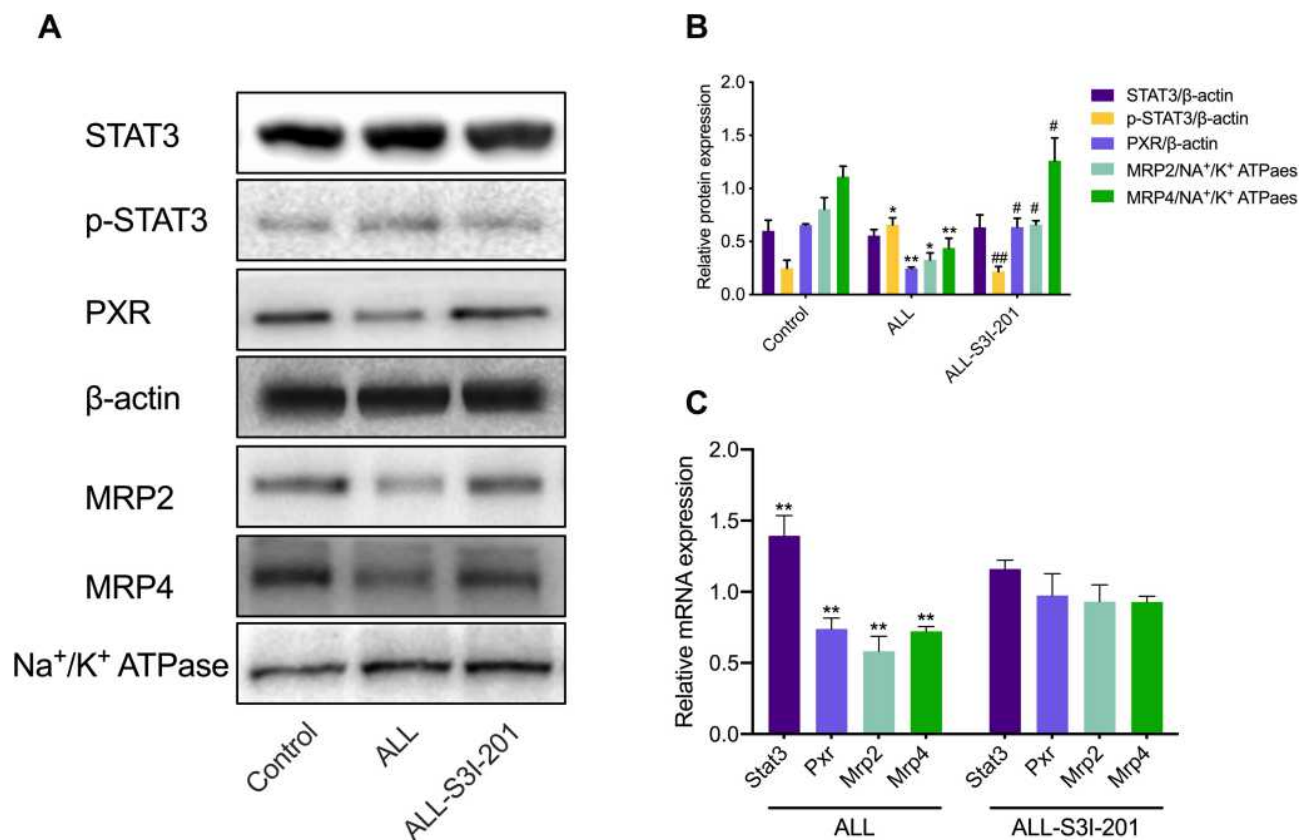 A
STAT3
p-STAT3
PXR
β-actin
MRP2
MRP4
Na⁺/K⁺ ATPase
Control
ALL
ALL-S3I-201
B
Relative protein expression
2.0
1.5
1.0
0.5
0.0
*
**
*
**
##
#
#
#
Control
ALL
ALL-S3I-201
STAT3/β-actin
p-STAT3/β-actin
PXR/β-actin
MRP2/NA⁺/K⁺ ATPaes
MRP4/NA⁺/K⁺ ATPaes
C
Relative mRNA expression
2.0
1.5
1.0
0.5
0.0
**
**
**
**
Stat3
Pxr
Mrp2
Mrp4
Stat3
Pxr
Mrp2
Mrp4
ALL
ALL-S3I-201